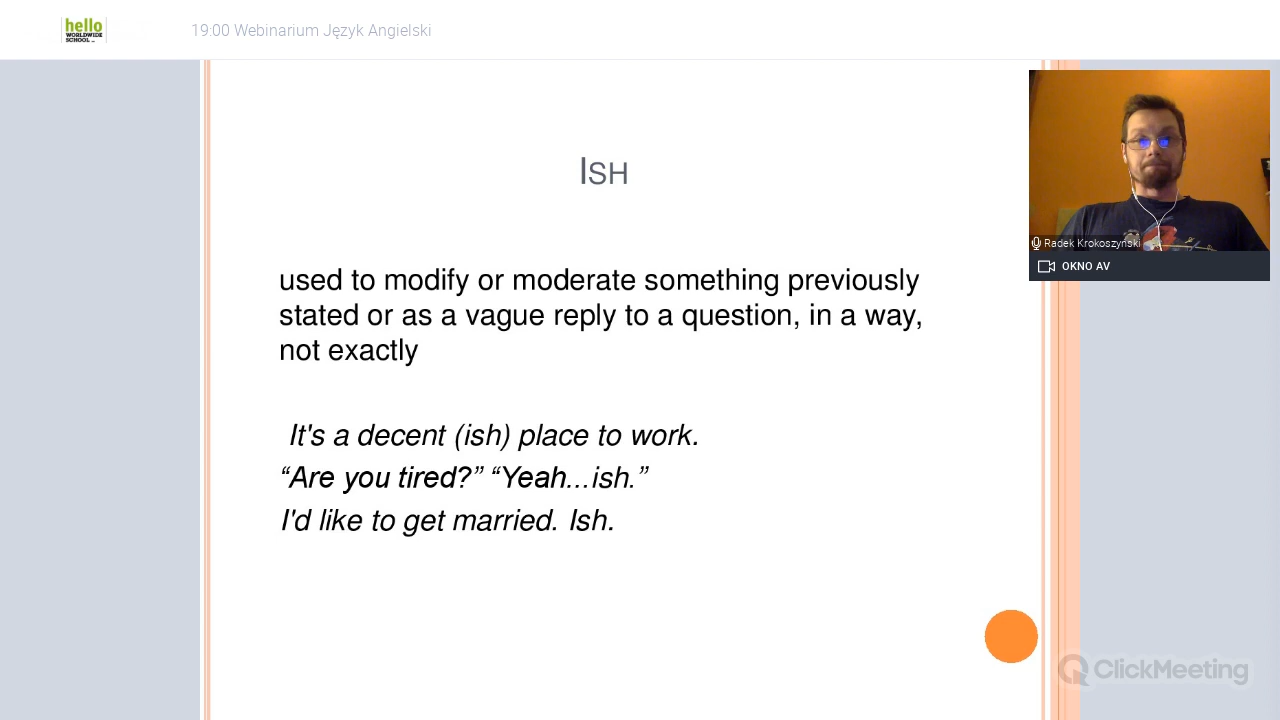 hello
WORLDWIDE
SCHOOL
19:00 Webinarium Język Angielski
ISH
used to modify or moderate something previously
stated or as a vague reply to a question, in a way,
not exactly
It's a decent (ish) place to work.
“Are you tired?” “Yeah...ish.”
I'd like to get married. Ish.
Radek Krokoszyński
OKNO AV
ClickMeeting